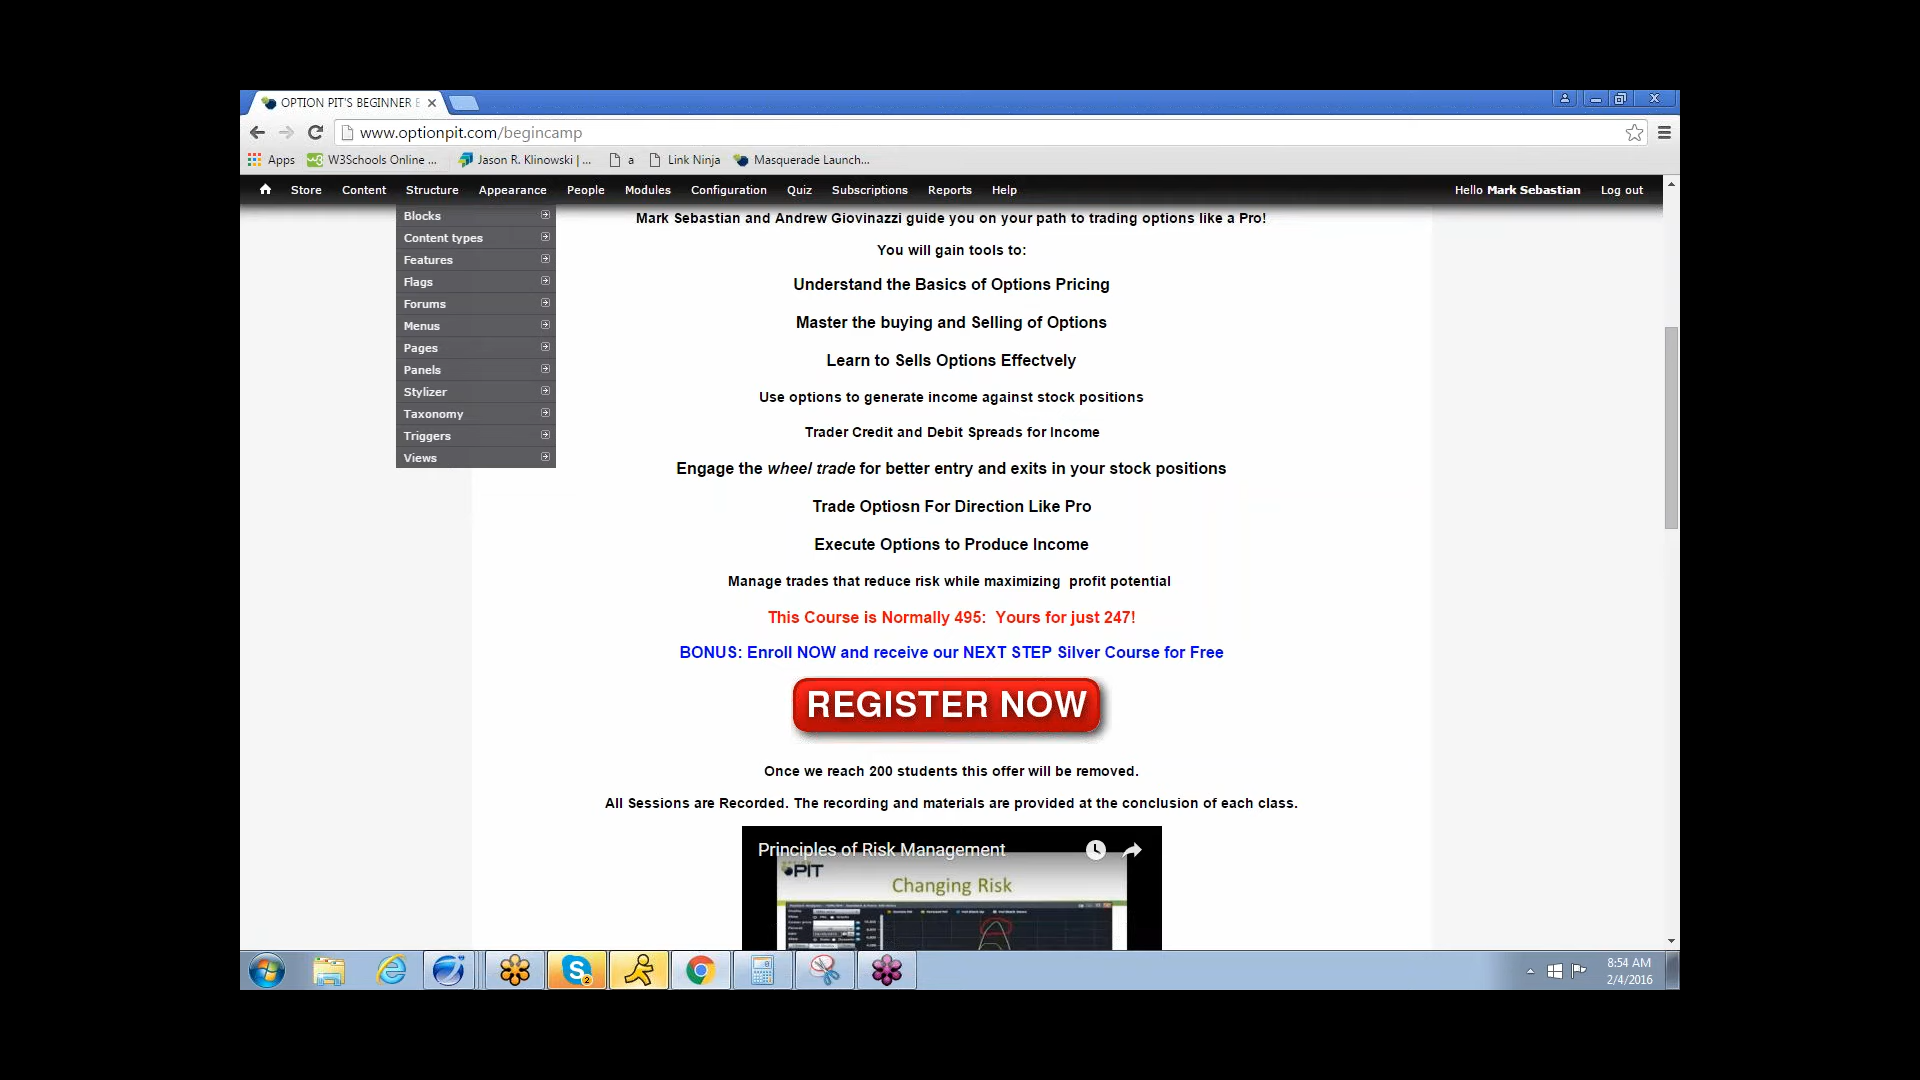 OPTION PIT'S BEGINNER
www.optionpit.com/begincamp
Apps W3Schools Online ... Jason R. Klinowski | ... a Link Ninja Masquerade Launch...
Store Content Structure Appearance People Modules Configuration Quiz Subscriptions Reports Help Hello Mark Sebastian Log out
Blocks
Content types
Features
Flags
Forums
Menus
Pages
Panels
Stylizer
Taxonomy
Triggers
Views
Mark Sebastian and Andrew Giovinazzi guide you on your path to trading options like a Pro!
You will gain tools to:
Understand the Basics of Options Pricing
Master the buying and Selling of Options
Learn to Sells Options Effectvely
Use options to generate income against stock positions
Trader Credit and Debit Spreads for Income
Engage the wheel trade for better entry and exits in your stock positions
Trade Optiosn For Direction Like Pro
Execute Options to Produce Income
Manage trades that reduce risk while maximizing  profit potential
This Course is Normally 495:  Yours for just 247!
BONUS: Enroll NOW and receive our NEXT STEP Silver Course for Free
REGISTER NOW
Once we reach 200 students this offer will be removed.
All Sessions are Recorded. The recording and materials are provided at the conclusion of each class.
Principles of Risk Management
PIT
Changing Risk
8:54 AM
2/4/2016